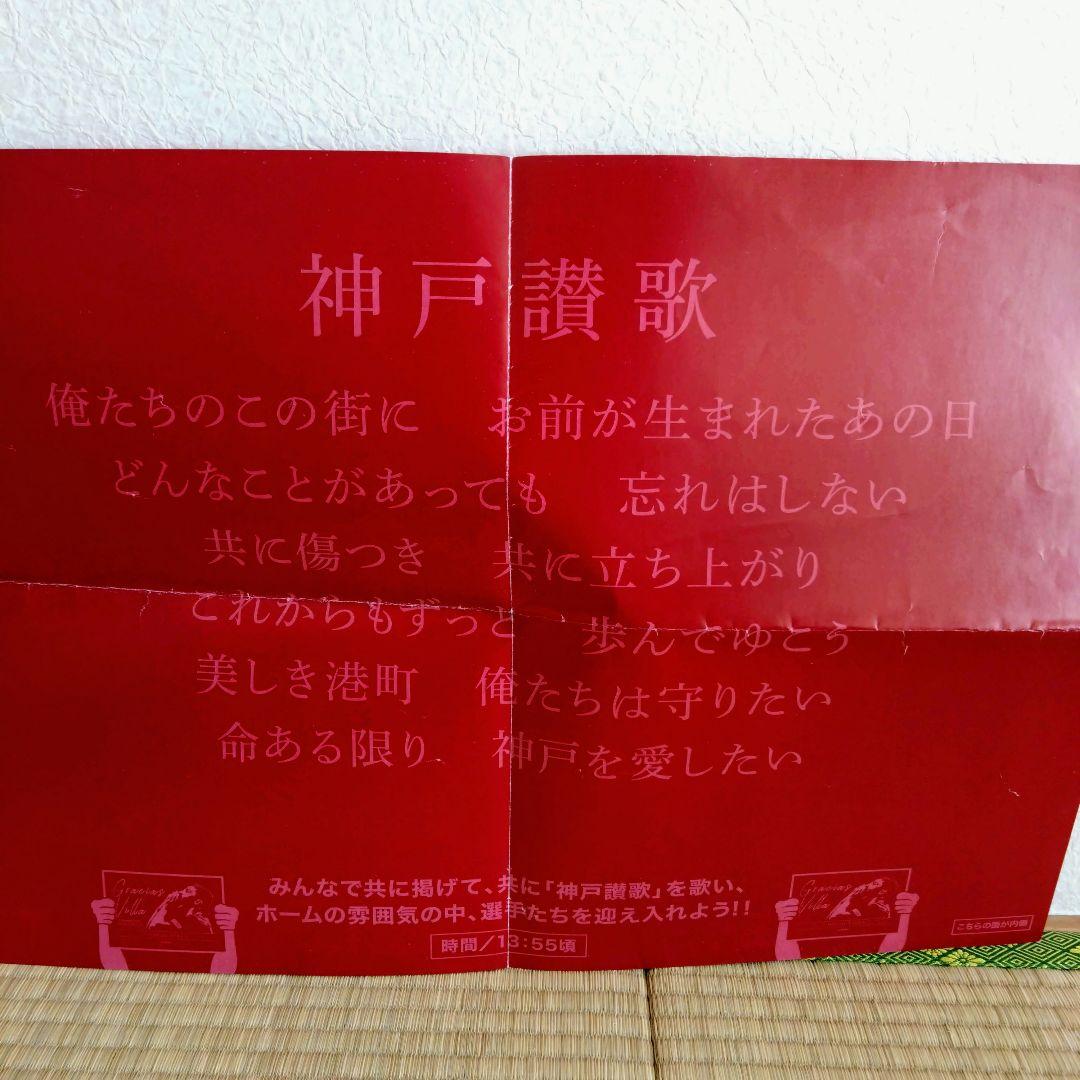 神戸讃歌
俺たちのこの街に　お前が生まれたあの日
どんなことがあっても　忘れはしない
共に傷つき　共に立ち上がり
これからもずっと　歩んでゆこう
美しき港町　俺たちは守りたい
命ある限り　神戸を愛したい
みんなで共に掲げて、共に「神戸讃歌」を歌い、
ホームの雰囲気の中、選手たちを迎え入れよう!!
時間／13:55頃
Gracias
Villa
Gracias
Villa
こちらの面が内側